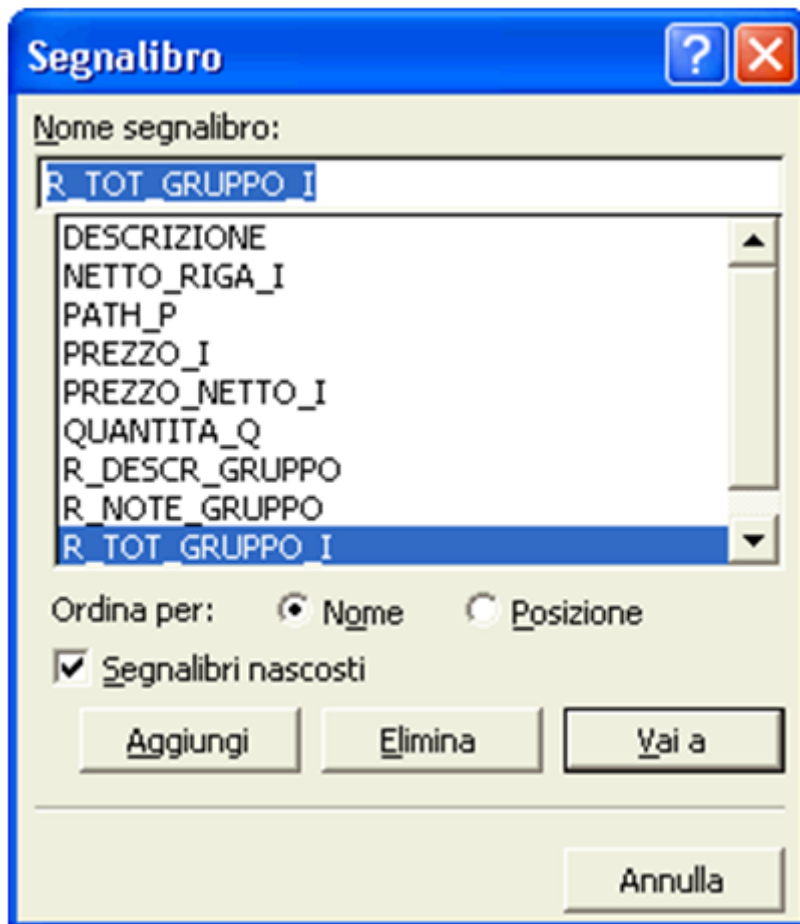 Segnalibro
Nome segnalibro:
R_TOT_GRUPPO_I
DESCRIZIONE
NETTO_RIGA_I
PATH_P
PREZZO_I
PREZZO_NETTO_I
QUANTITA_Q
R_DESCR_GRUPPO
R_NOTE_GRUPPO
R_TOT_GRUPPO_I
Ordina per: Nome Posizione
Segnalibri nascosti
Aggiungi Elimina Vai a
Annulla